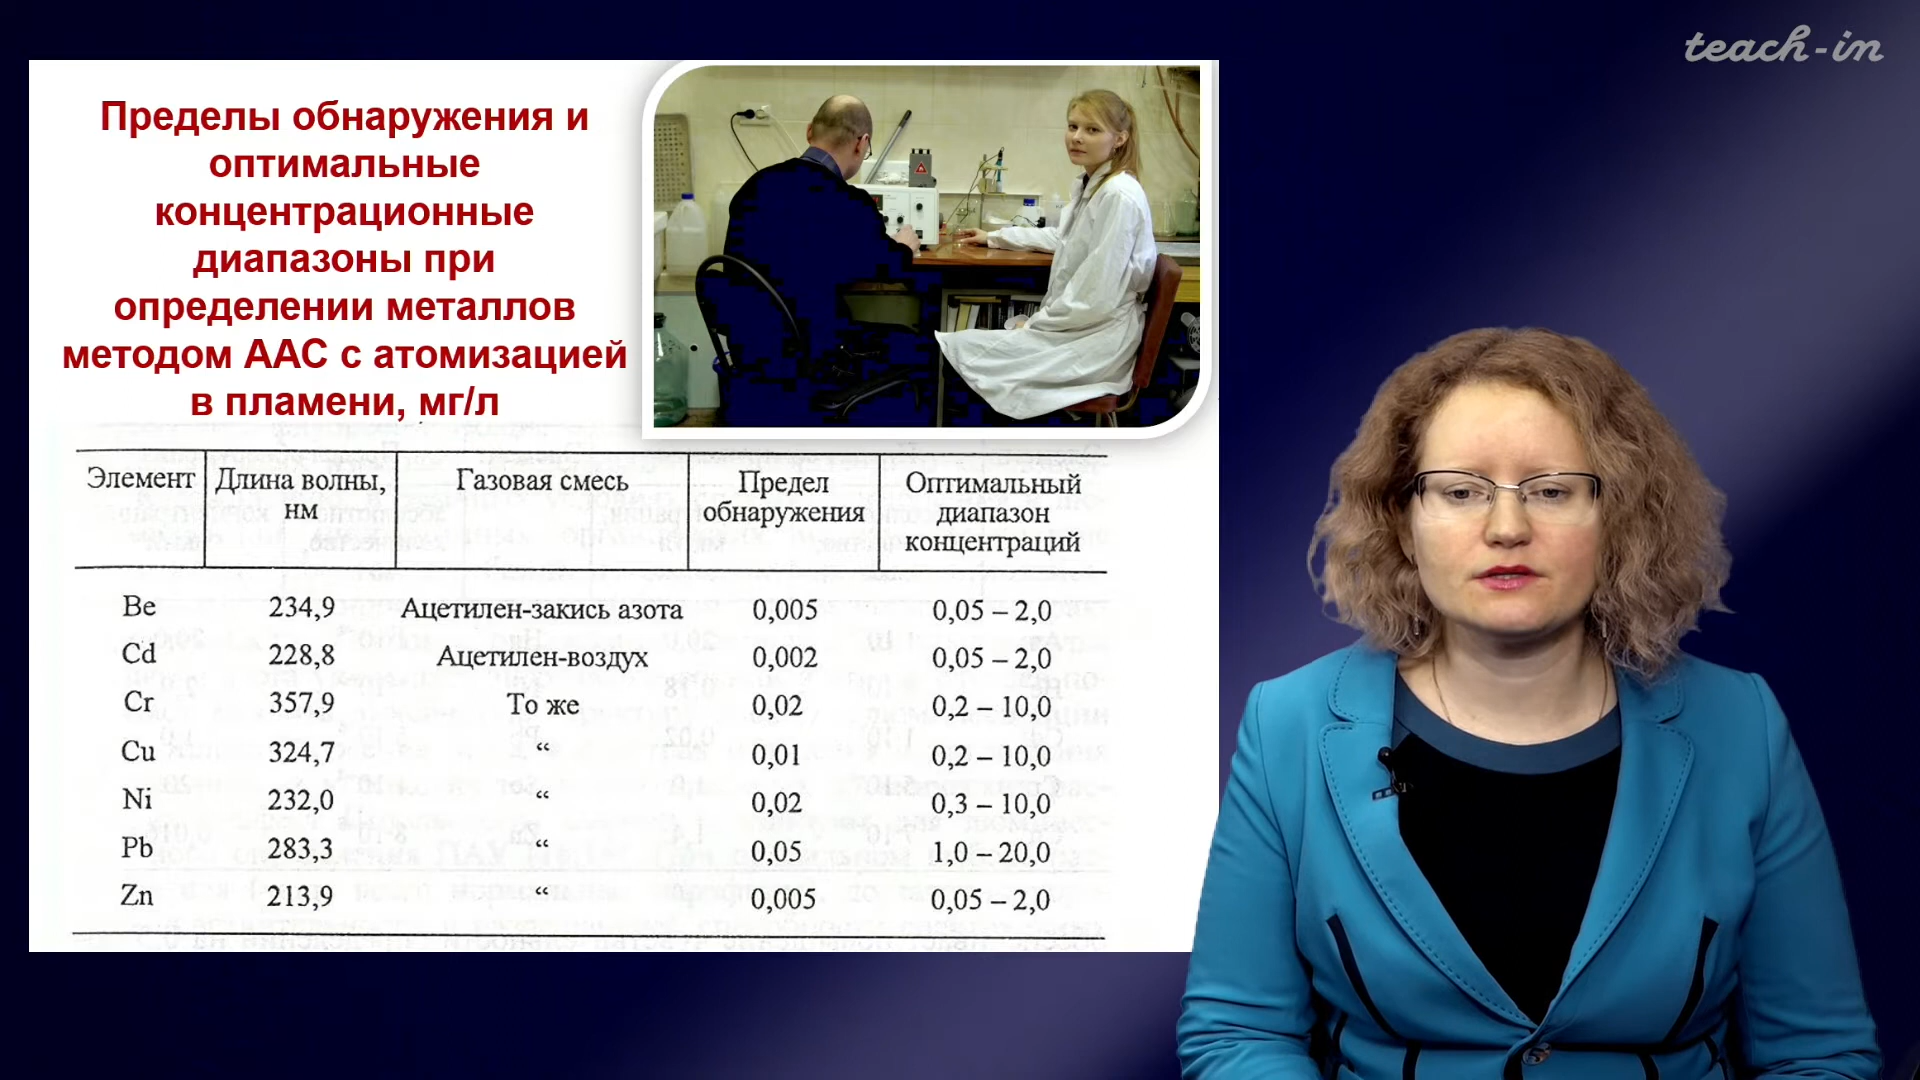 teach-in
Пределы обнаружения и
оптимальные
концентрационные
диапазоны при
определении металлов
методом ААС с атомизацией
в пламени, мг/л
Элемент Длина волны, нм Газовая смесь Предел обнаружения Оптимальный диапазон концентраций
Be 234,9 Ацетилен-закись азота 0,005 0,05 – 2,0
Cd 228,8 Ацетилен-воздух 0,002 0,05 – 2,0
Cr 357,9 То же 0,02 0,2 – 10,0
Cu 324,7 “ 0,01 0,2 – 10,0
Ni 232,0 “ 0,02 0,3 – 10,0
Pb 283,3 “ 0,05 1,0 – 20,0
Zn 213,9 “ 0,005 0,05 – 2,0